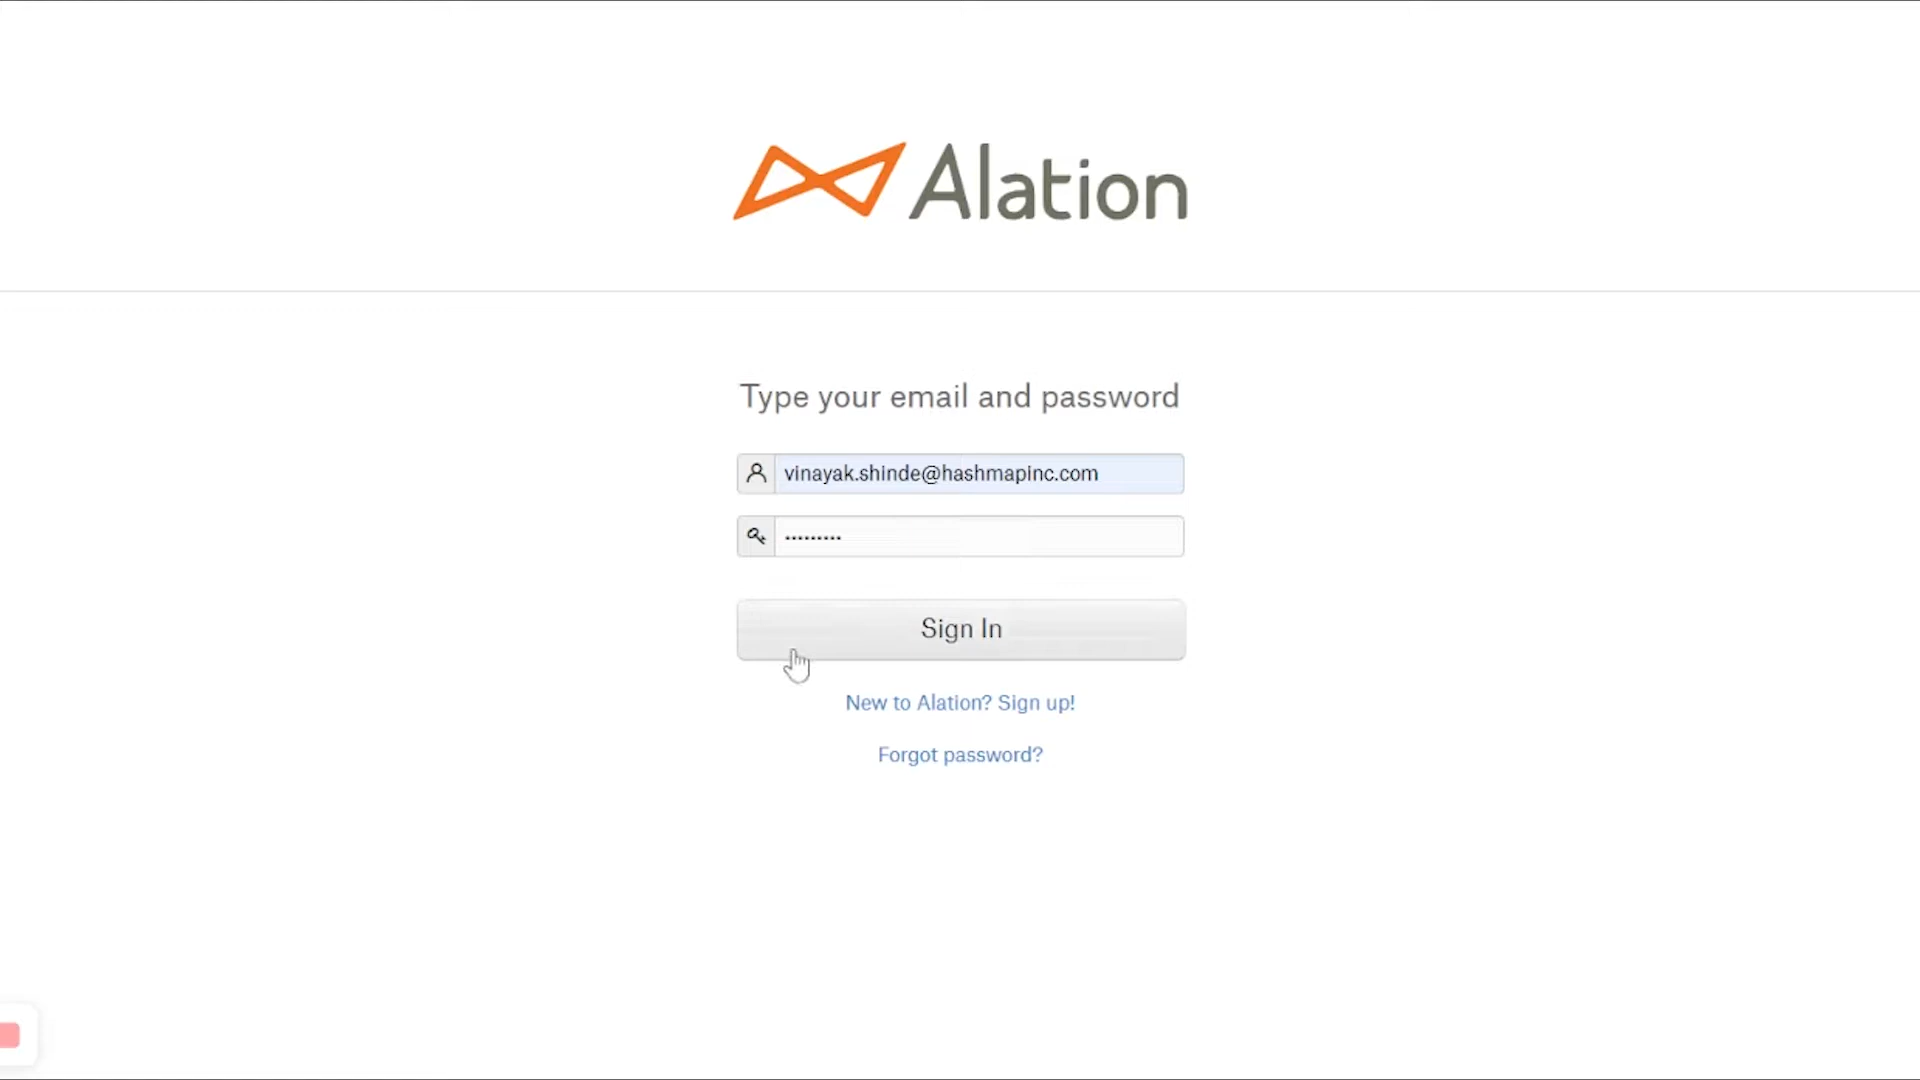 Alation
Type your email and password
vinayak.shinde@hashmapinc.com
•••••••••
Sign In
New to Alation? Sign up!
Forgot password?